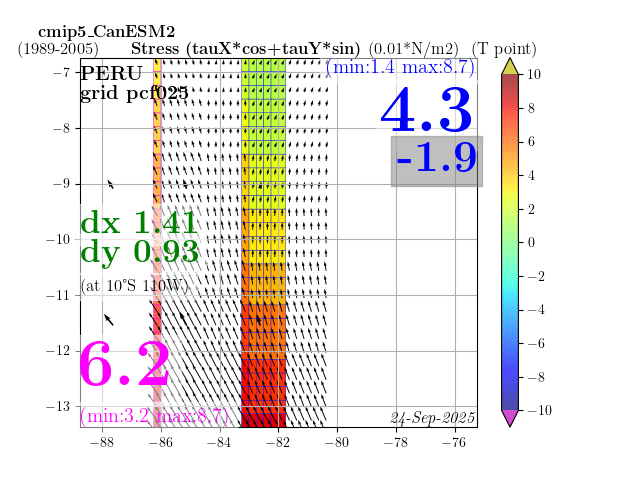 cmip5_CanESM2
(1989-2005) Stress (tauX*cos+tauY*sin) (0.01*N/m2) (T point)
(min:1.4 max:8.7)
PERU
grid pcf025
4.3
-1.9
dx 1.41
dy 0.93
(at 10°S 110W)
6.2
(min:3.2 max:8.7)
24-Sep-2025
−7
−8
−9
−10
−11
−12
−13
−88 −86 −84 −82 −80 −78 −76
10
8
6
4
2
0
−2
−4
−6
−8
−10